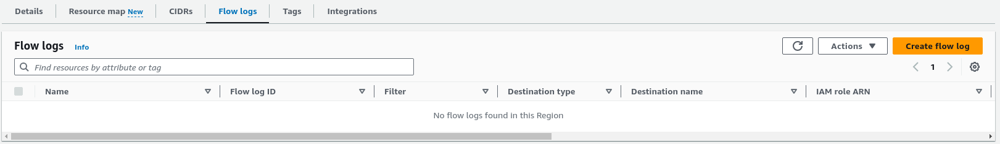 Details Resource map New CIDRs Flow logs Tags Integrations
Flow logs Info Actions Create flow log
Find resources by attribute or tag 1
Name Flow log ID Filter Destination type Destination name IAM role ARN
No flow logs found in this Region